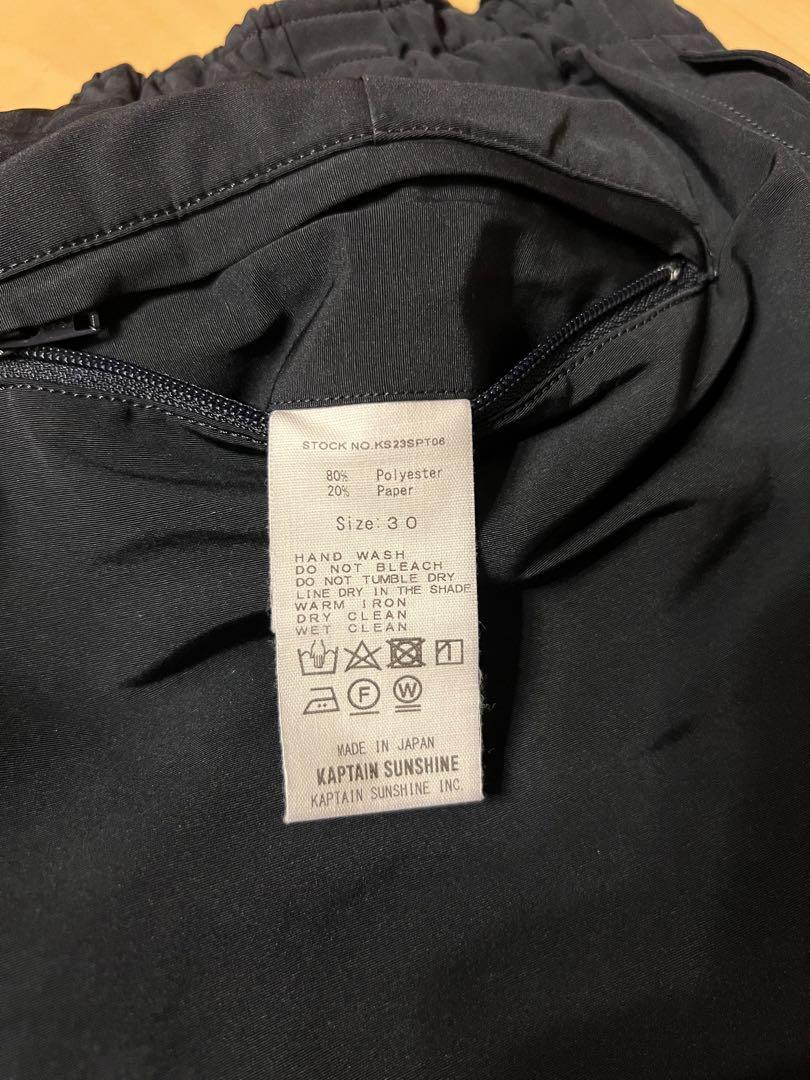 STOCK NO.KS23SPT06
80% Polyester
20% Paper
Size:30
HAND WASH
DO NOT BLEACH
DO NOT TUMBLE DRY
LINE DRY IN THE SHADE
WARM IRON
DRY CLEAN
WET CLEAN
F W
MADE IN JAPAN
KAPTAIN SUNSHINE
KAPTAIN SUNSHINE INC.